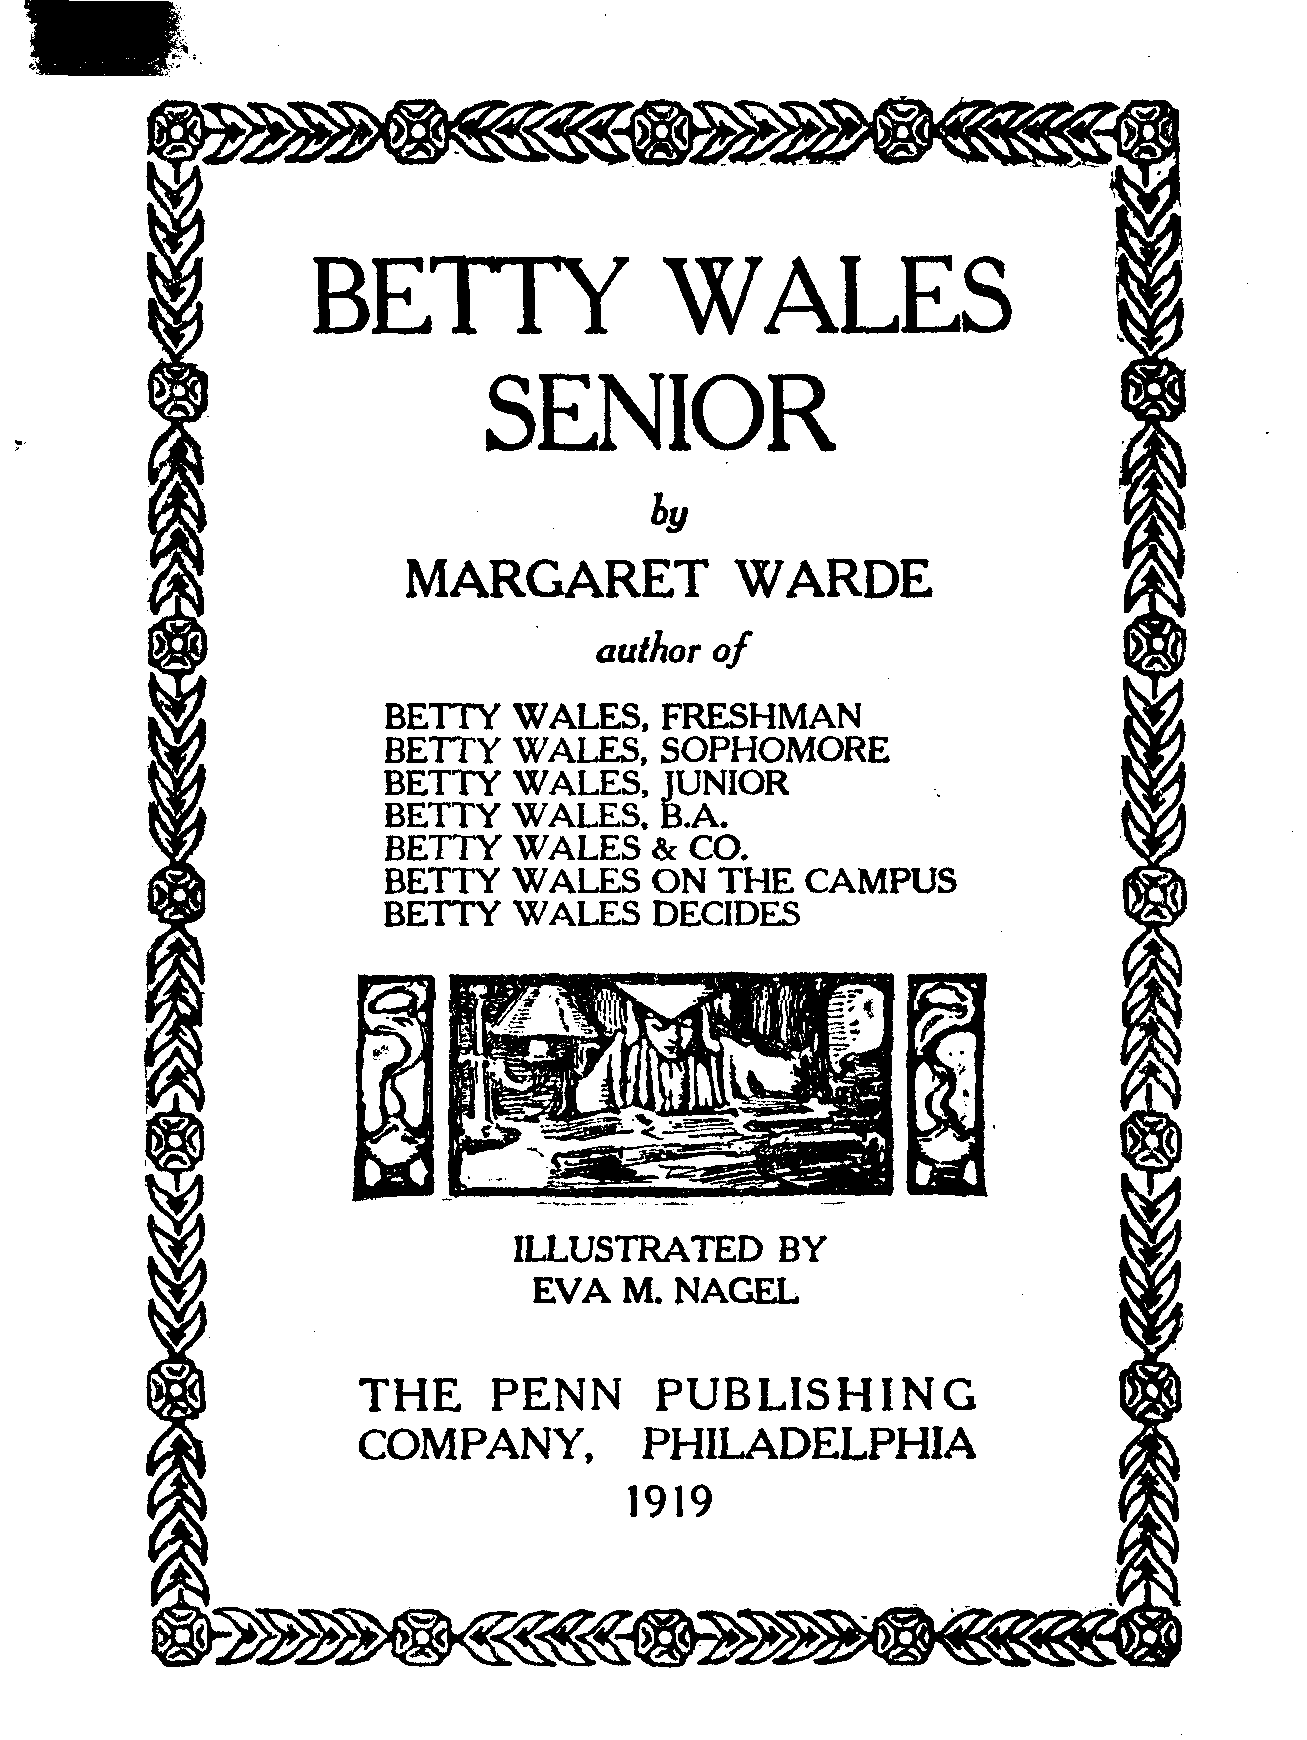 BETTY WALES
SENIOR
by
MARGARET WARDE
author of
BETTY WALES, FRESHMAN
BETTY WALES, SOPHOMORE
BETTY WALES, JUNIOR
BETTY WALES, B.A.
BETTY WALES & CO.
BETTY WALES ON THE CAMPUS
BETTY WALES DECIDES
ILLUSTRATED BY
EVA M. NAGEL
THE PENN PUBLISHING
COMPANY, PHILADELPHIA
1919